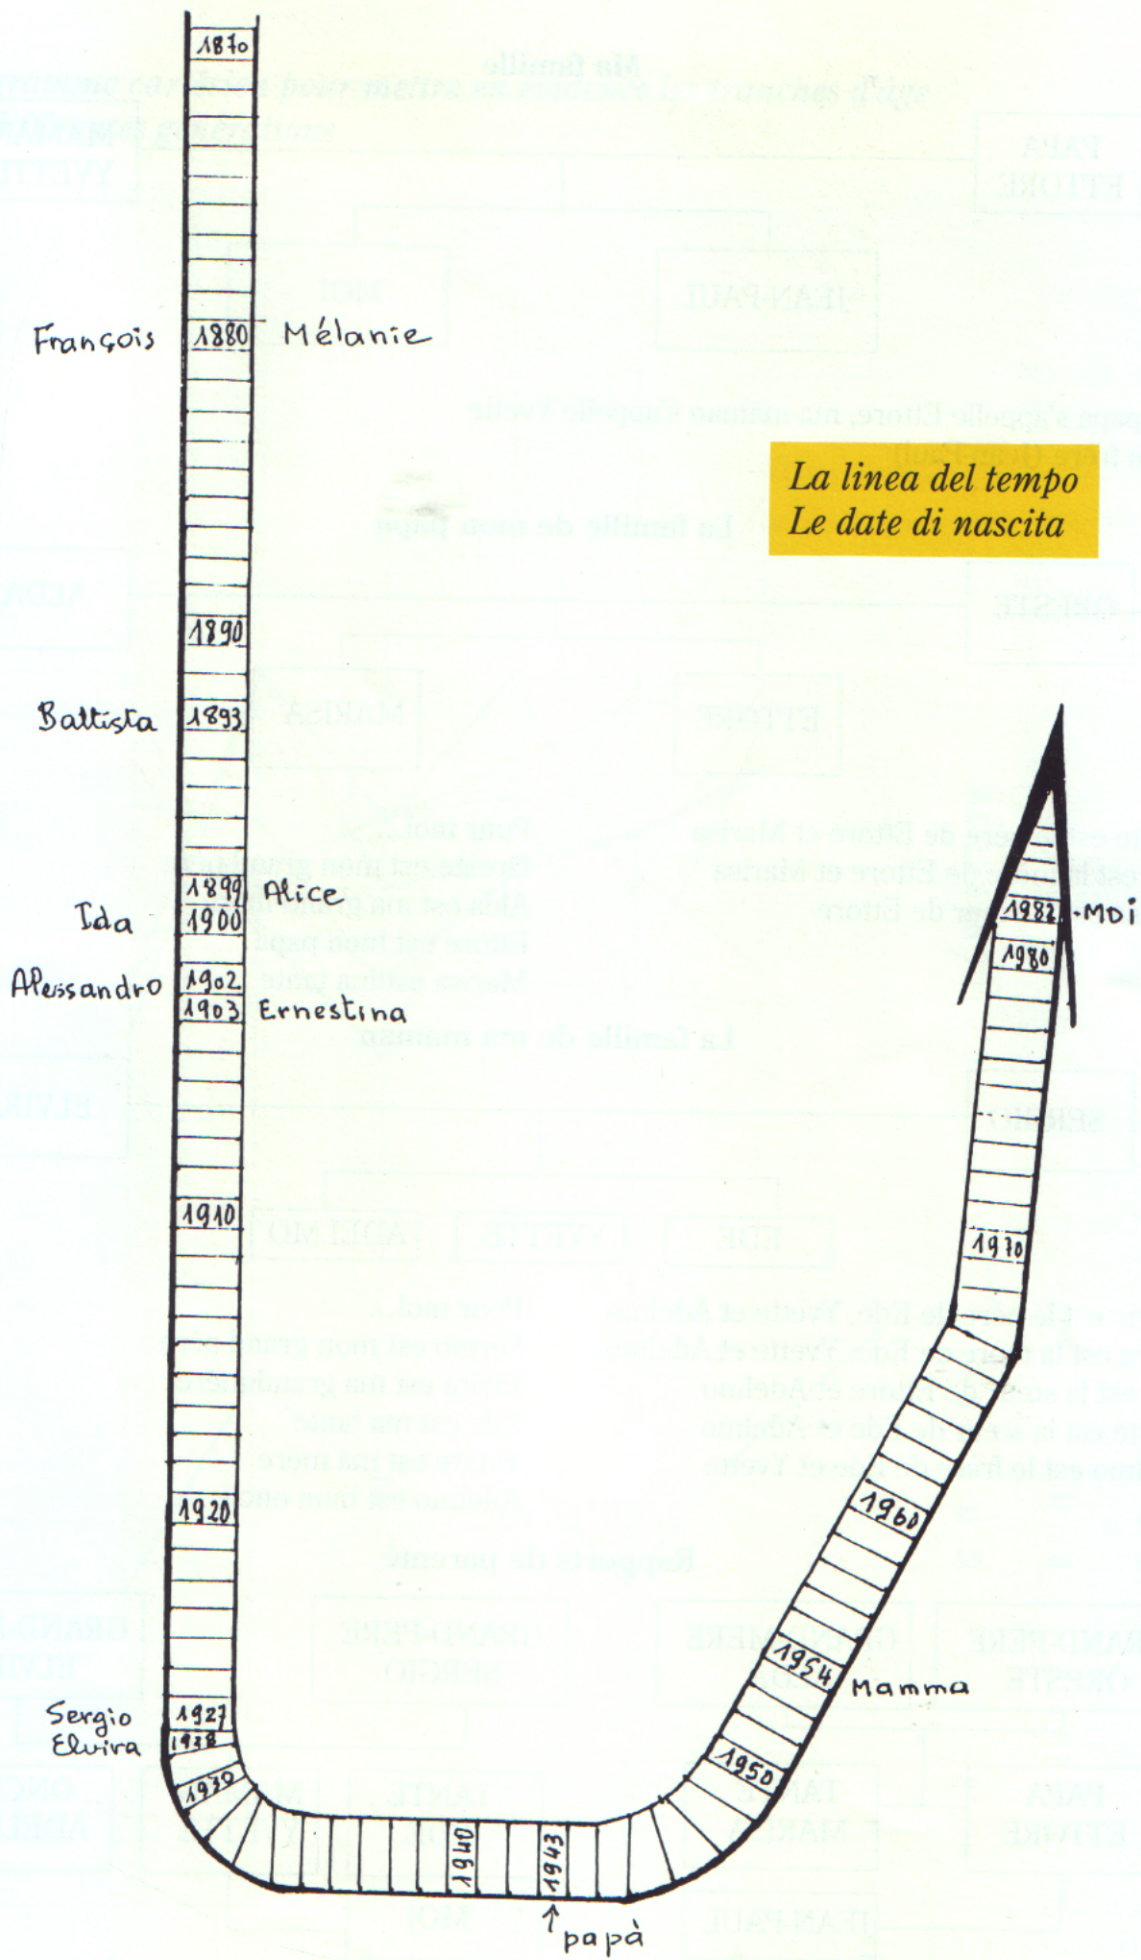 1870
François 1880 Mélanie
La linea del tempo
Le date di nascita
1890
Battista 1893
1899 Alice
Ida 1900
1982 Moi
1980
Alessandro 1902
1903 Ernestina
1910
1970
1920
1960
1954 Mamma
Sergio 1927
Elvira 1928
1930
1950
1940
1943
papà